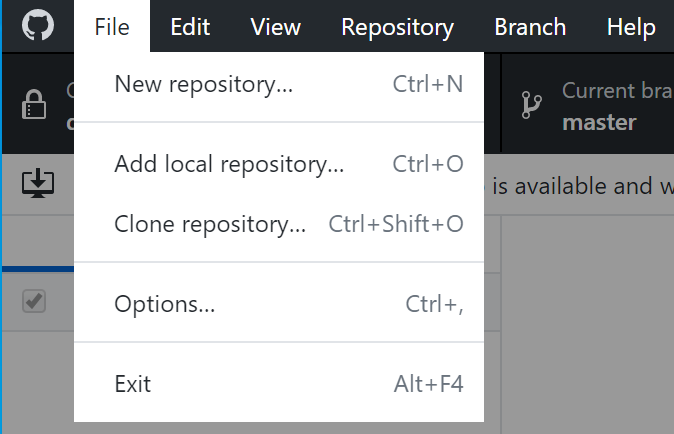 File Edit View Repository Branch Help
New repository... Ctrl+N
Current bra
master
Add local repository... Ctrl+O
is available and w
Clone repository... Ctrl+Shift+O
Options... Ctrl+,
Exit Alt+F4